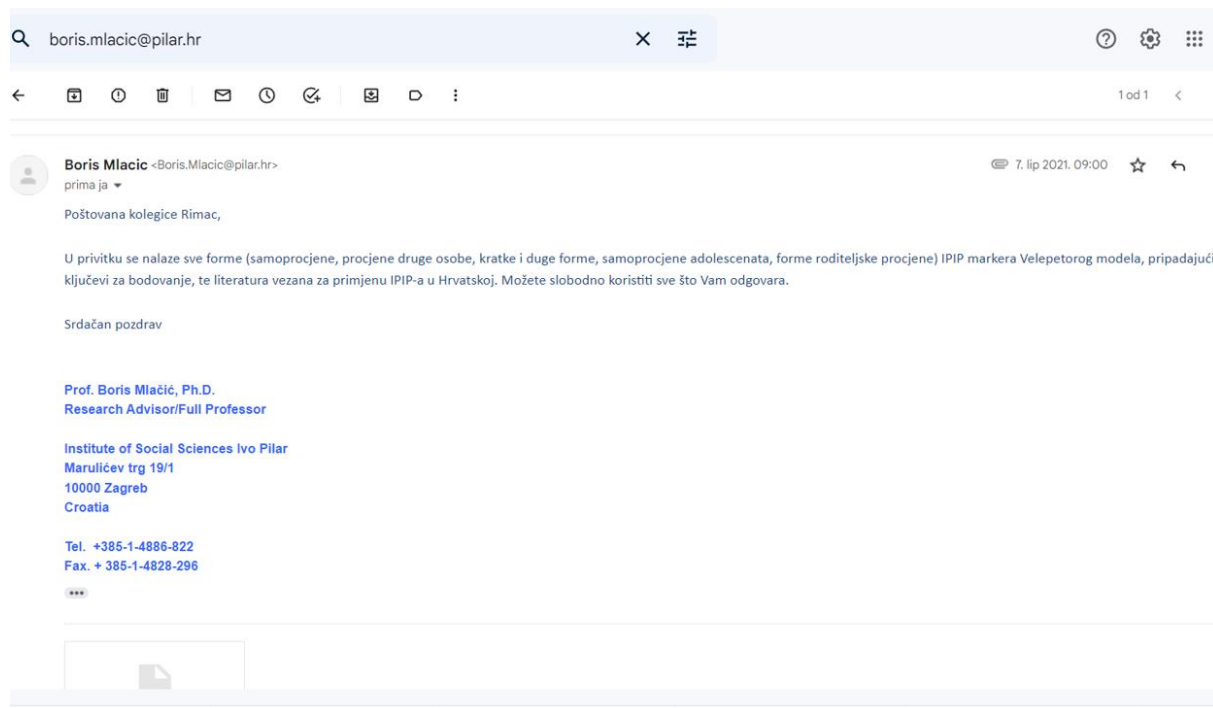 boris.mlacic@pilar.hr
1 od 1
Boris Mlacic <Boris.Mlacic@pilar.hr>
7. lip 2021. 09:00
prima ja
Poštovana kolegice Rimac,
U privitku se nalaze sve forme (samoprocjene, procjene druge osobe, kratke i duge forme, samoprocjene adolescenata, forme roditeljske procjene) IPIP markera Velepetorog modela, pripadajući
ključevi za bodovanje, te literatura vezana za primjenu IPIP-a u Hrvatskoj. Možete slobodno koristiti sve što Vam odgovara.
Srdačan pozdrav
Prof. Boris Mlačić, Ph.D.
Research Advisor/Full Professor
Institute of Social Sciences Ivo Pilar
Marulićev trg 19/1
10000 Zagreb
Croatia
Tel. +385-1-4886-822
Fax. + 385-1-4828-296